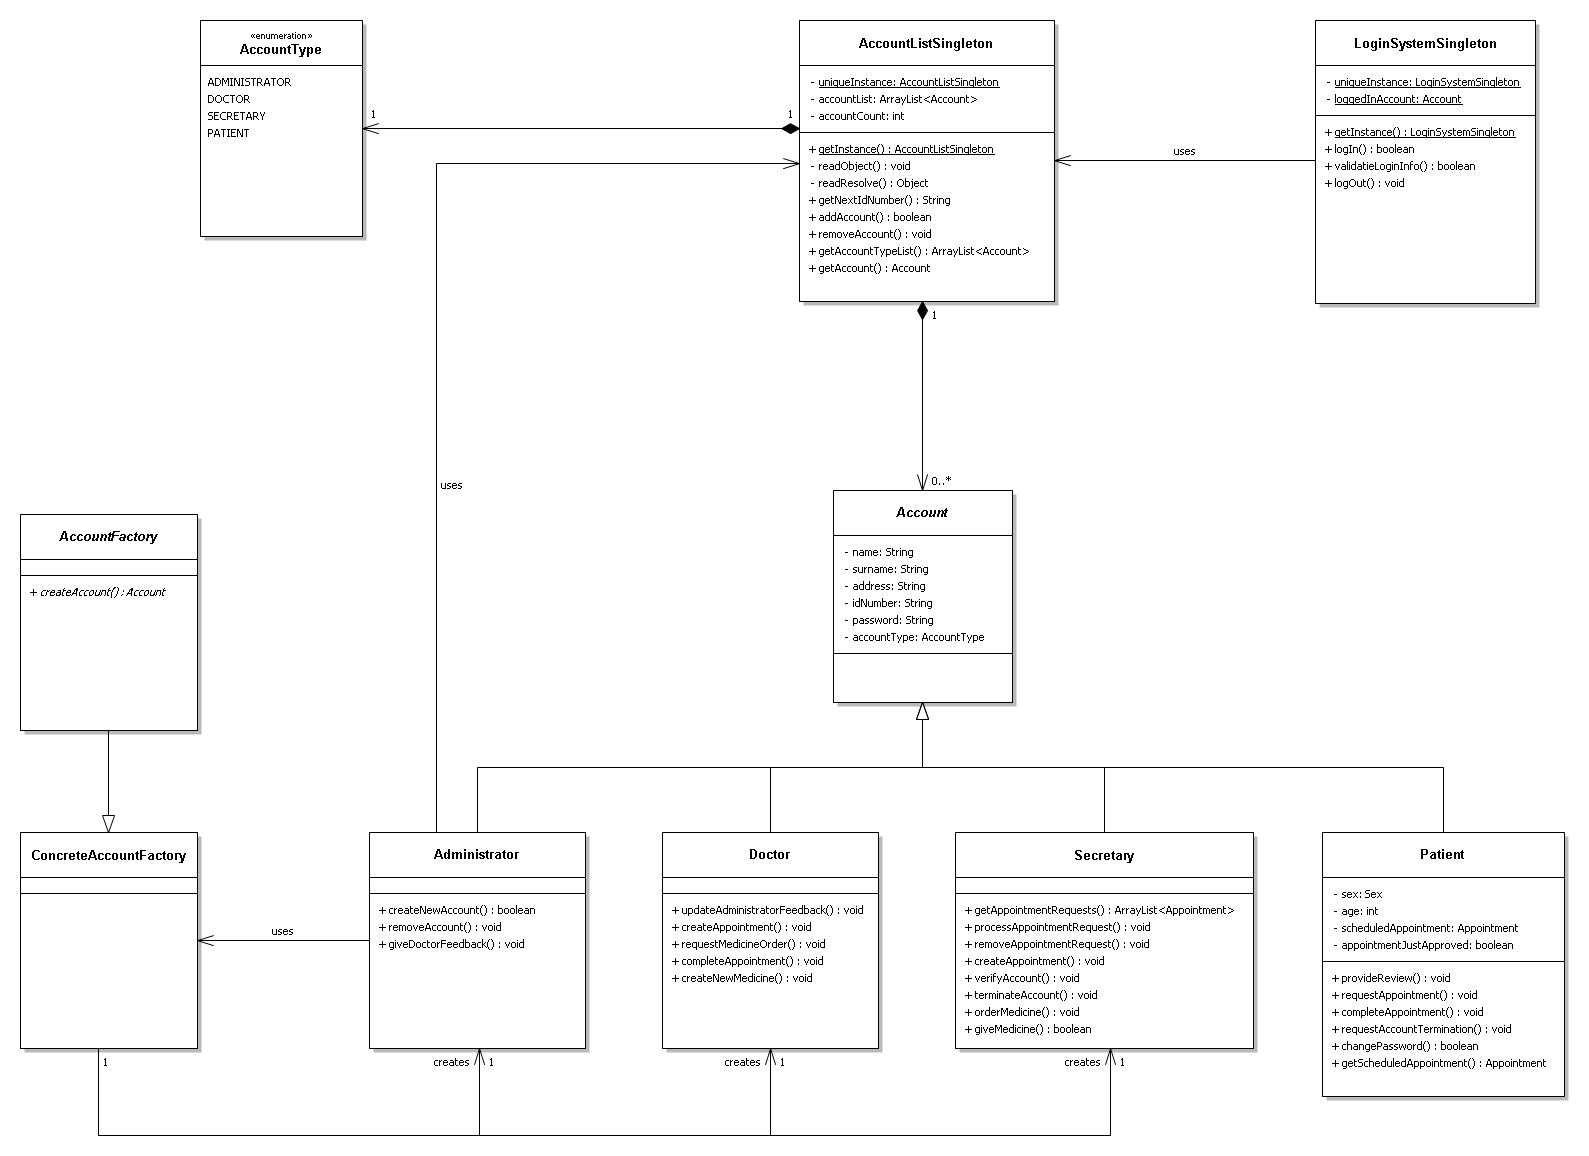 «enumeration»
AccountType
ADMINISTRATOR
DOCTOR
SECRETARY
PATIENT
1
1
AccountListSingleton
- uniqueInstance: AccountListSingleton
- accountList: ArrayList<Account>
- accountCount: int
+ getInstance() : AccountListSingleton
- readObject() : void
- readResolve() : Object
+ getNextIdNumber() : String
+ addAccount() : boolean
+ removeAccount() : void
+ getAccountTypeList() : ArrayList<Account>
+ getAccount() : Account
uses
LoginSystemSingleton
- uniqueInstance: LoginSystemSingleton
- loggedInAccount: Account
+ getInstance() : LoginSystemSingleton
+ logIn() : boolean
+ validatieLoginInfo() : boolean
+ logOut() : void
1
uses
0..*
Account
- name: String
- surname: String
- address: String
- idNumber: String
- password: String
- accountType: AccountType
AccountFactory
+ createAccount() : Account
ConcreteAccountFactory
uses
Administrator
+ createNewAccount() : boolean
+ removeAccount() : void
+ giveDoctorFeedback() : void
Doctor
+ updateAdministratorFeedback() : void
+ createAppointment() : void
+ requestMedicineOrder() : void
+ completeAppointment() : void
+ createNewMedicine() : void
Secretary
+ getAppointmentRequests() : ArrayList<Appointment>
+ processAppointmentRequest() : void
+ removeAppointmentRequest() : void
+ createAppointment() : void
+ verifyAccount() : void
+ terminateAccount() : void
+ orderMedicine() : void
+ giveMedicine() : boolean
Patient
- sex: Sex
- age: int
- scheduledAppointment: Appointment
- appointmentJustApproved: boolean
+ provideReview() : void
+ requestAppointment() : void
+ completeAppointment() : void
+ requestAccountTermination() : void
+ changePassword() : boolean
+ getScheduledAppointment() : Appointment
1
creates 1
creates 1
creates 1